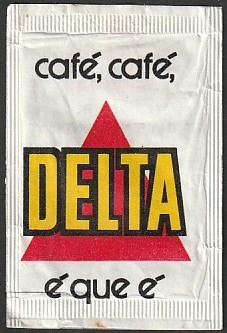 café, café,
DELTA
é que é